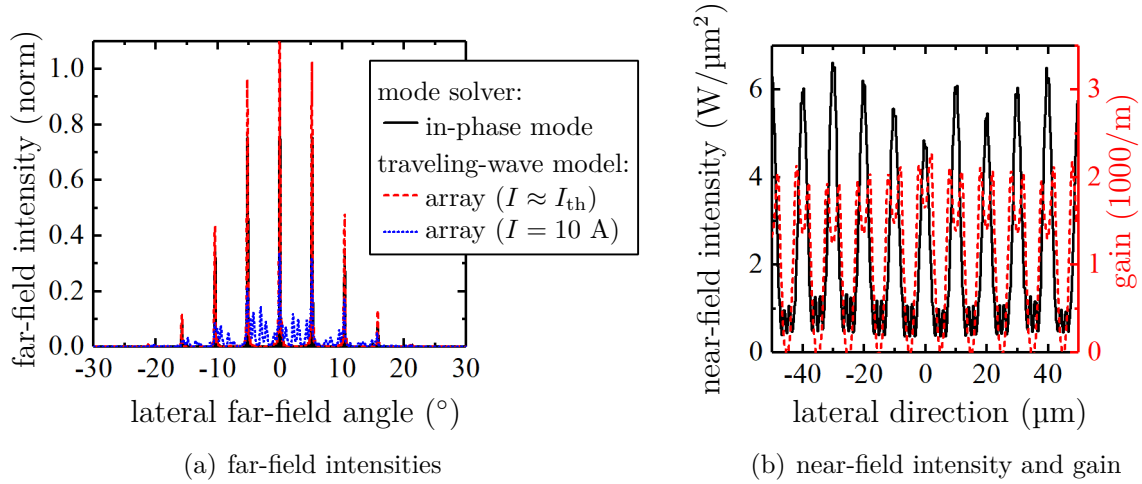 far-field intensity (norm)
1.0
0.8
0.6
0.4
0.2
0.0
-30
-20
-10
0
10
20
30
lateral far-field angle (°)
mode solver:
in-phase mode
traveling-wave model:
array (I ≈ Ith)
array (I = 10 A)
(a) far-field intensities
near-field intensity (W/µm²)
6
4
2
0
-40
-20
0
20
40
lateral direction (µm)
3
2
1
0
gain (1000/m)
(b) near-field intensity and gain